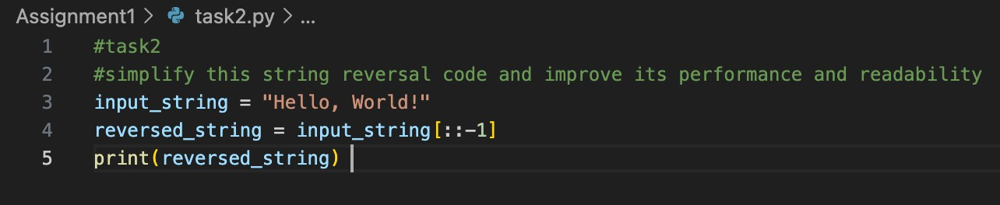 Assignment1 > task2.py > ...
1 #task2
2 #simplify this string reversal code and improve its performance and readability
3 input_string = "Hello, World!"
4 reversed_string = input_string[::-1]
5 print(reversed_string)